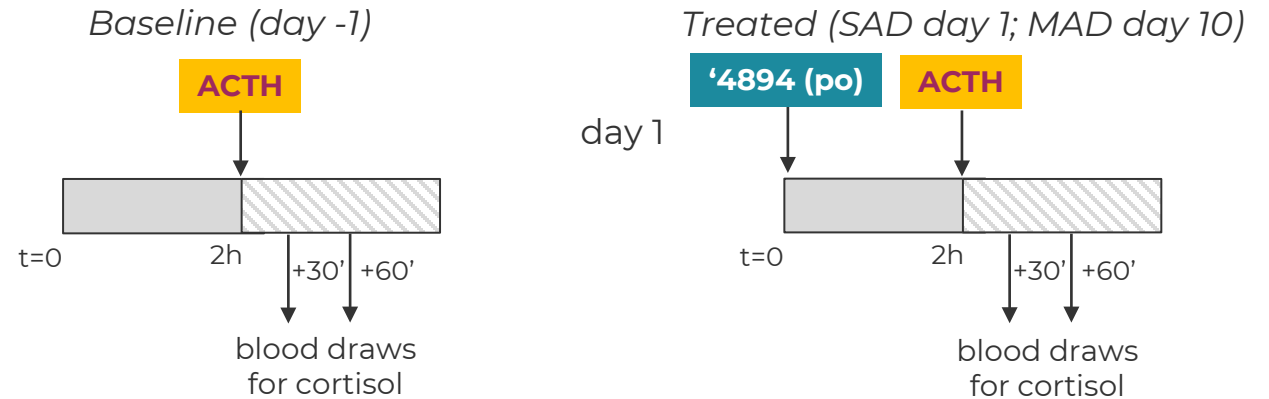 Baseline (day -1)
ACTH
t=0
2h
+30’
+60’
blood draws
for cortisol
Treated (SAD day 1; MAD day 10)
‘4894 (po)
ACTH
day 1
t=0
2h
+30’
+60’
blood draws
for cortisol